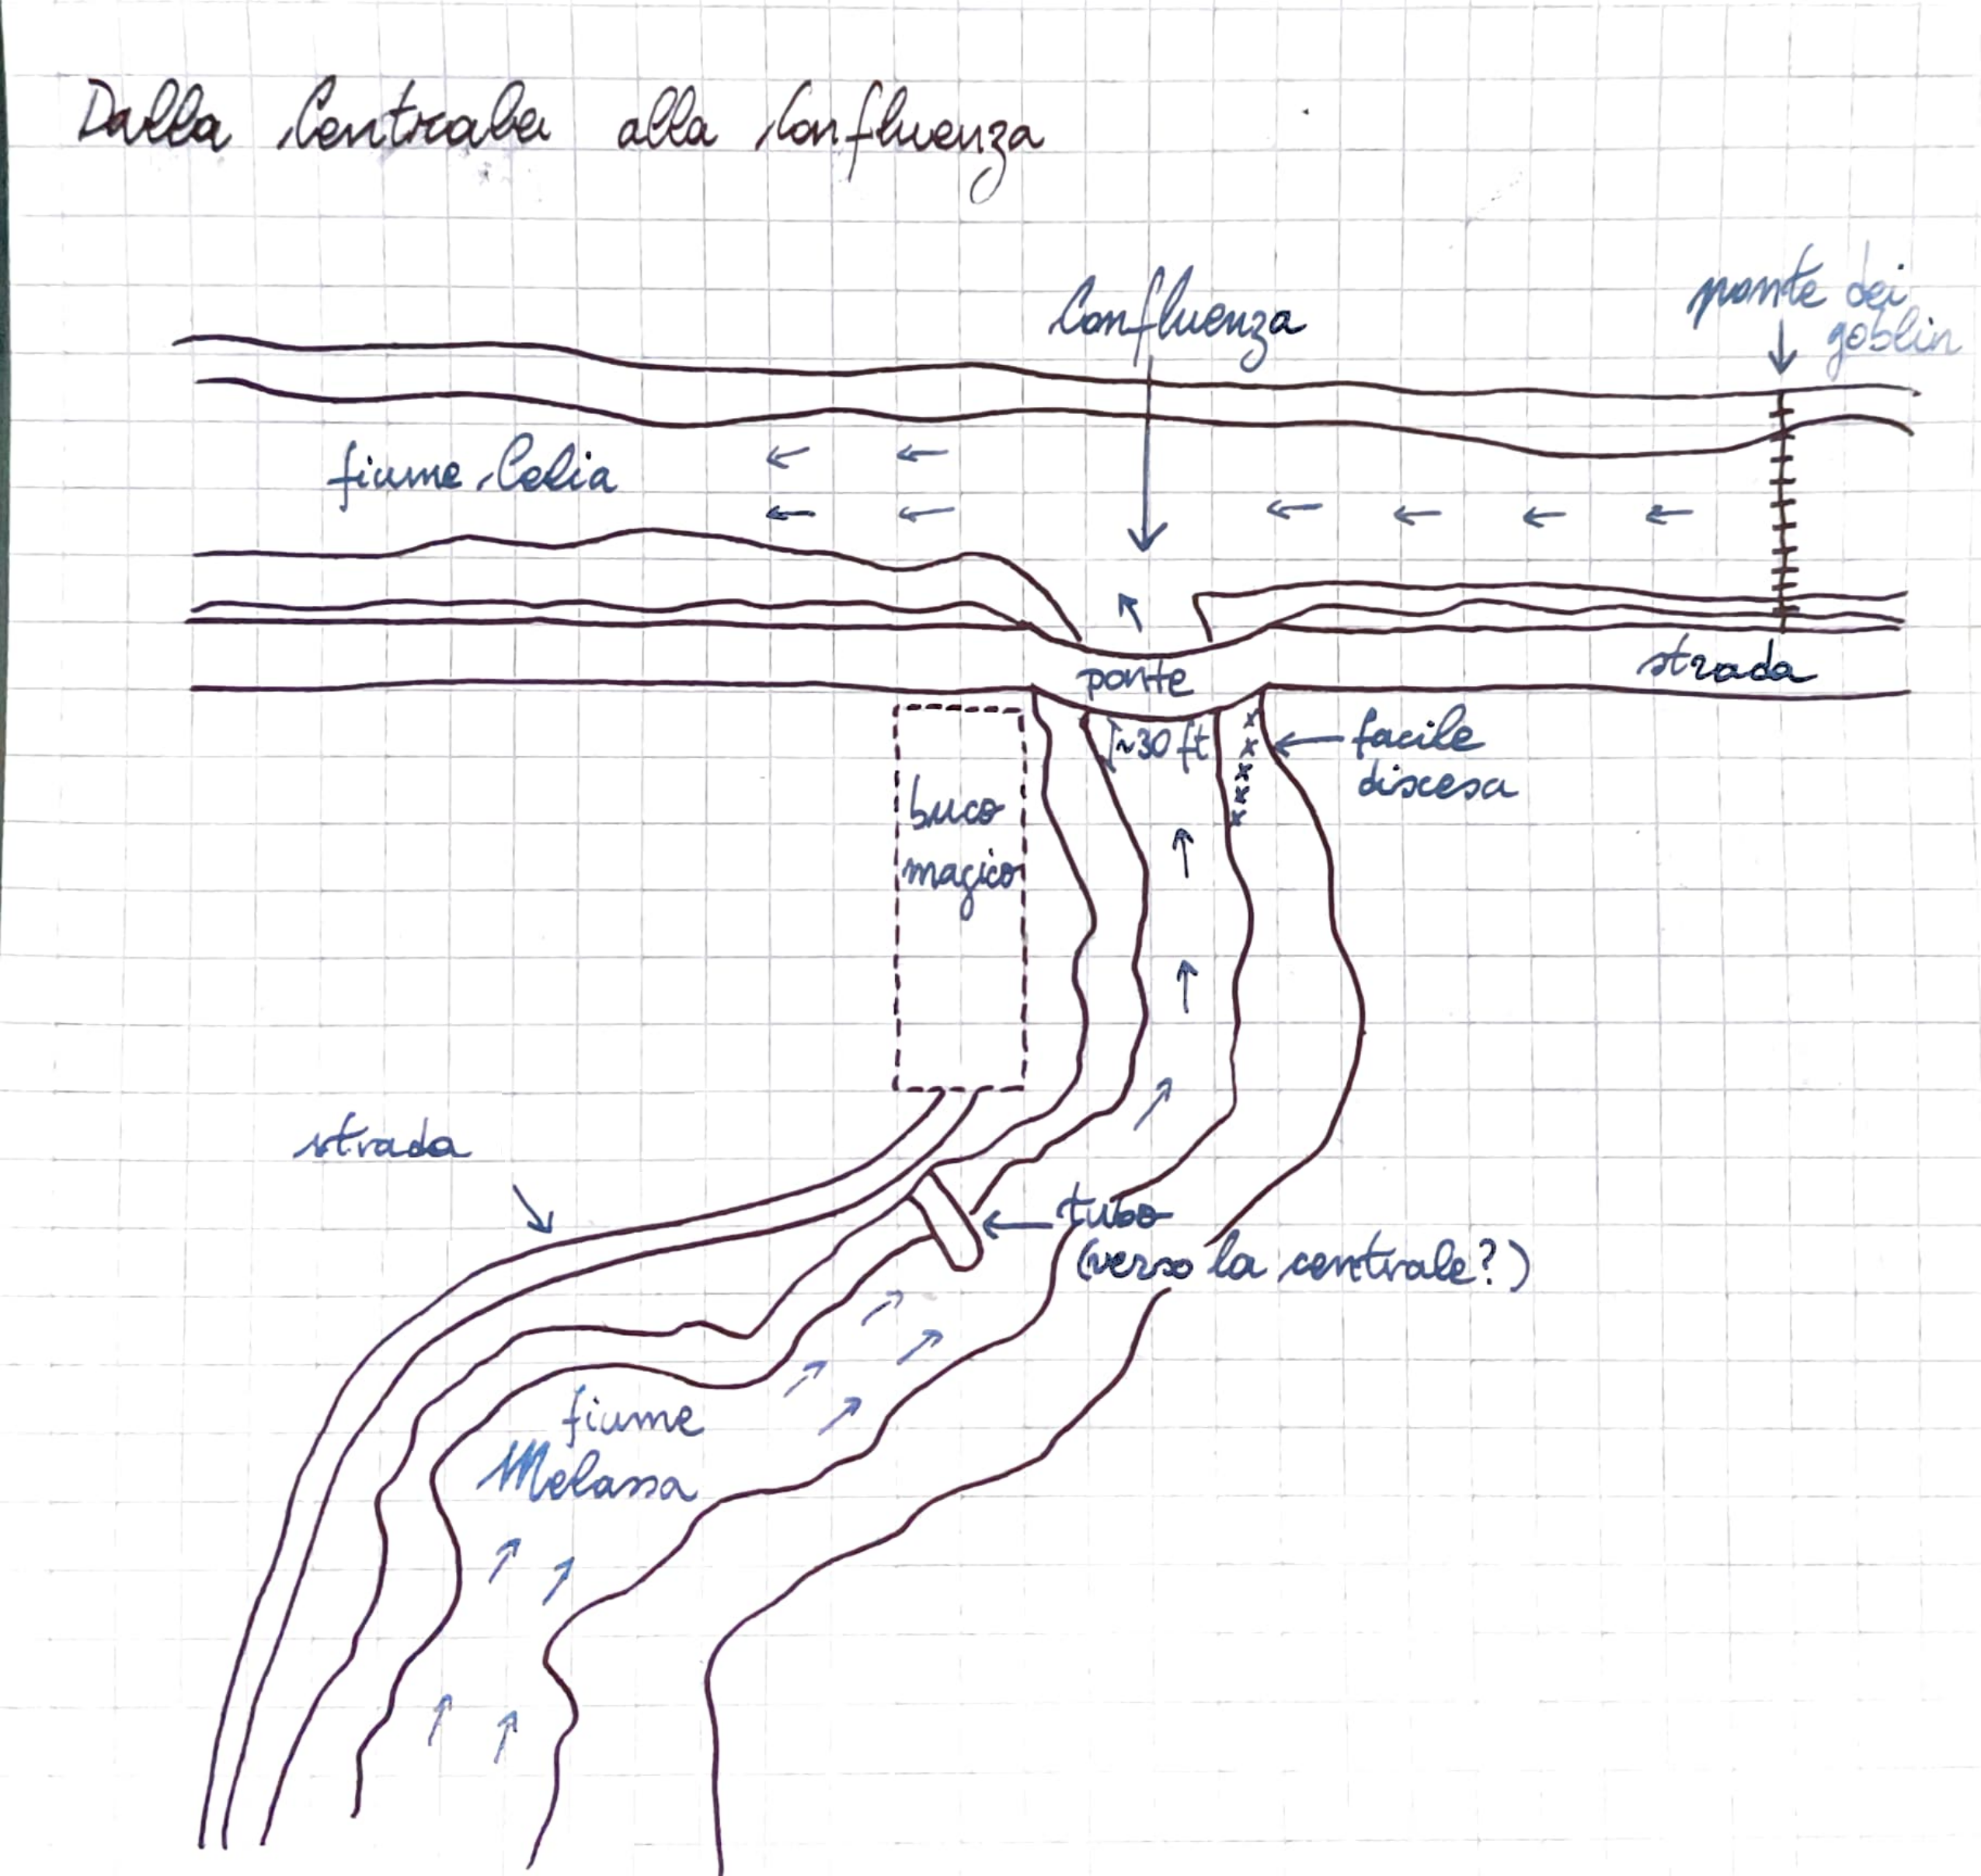 Dalla Centrale alla Confluenza
Confluenza
ponte dei
goblin
fiume Celia
ponte
strada
~30 ft
facile
discesa
buco
magico
strada
tubo
(verso la centrale?)
fiume
Melassa